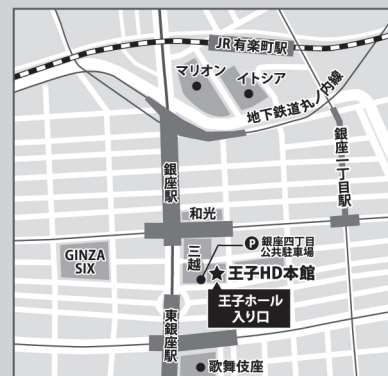 JR有楽町駅
マリオン
イトシア
地下鉄道丸ノ内線
銀座駅
銀座一丁目駅
和光
三越
P 銀座四丁目
公共駐車場
GINZA
SIX
王子HD本館
王子ホール
入り口
東銀座駅
歌舞伎座